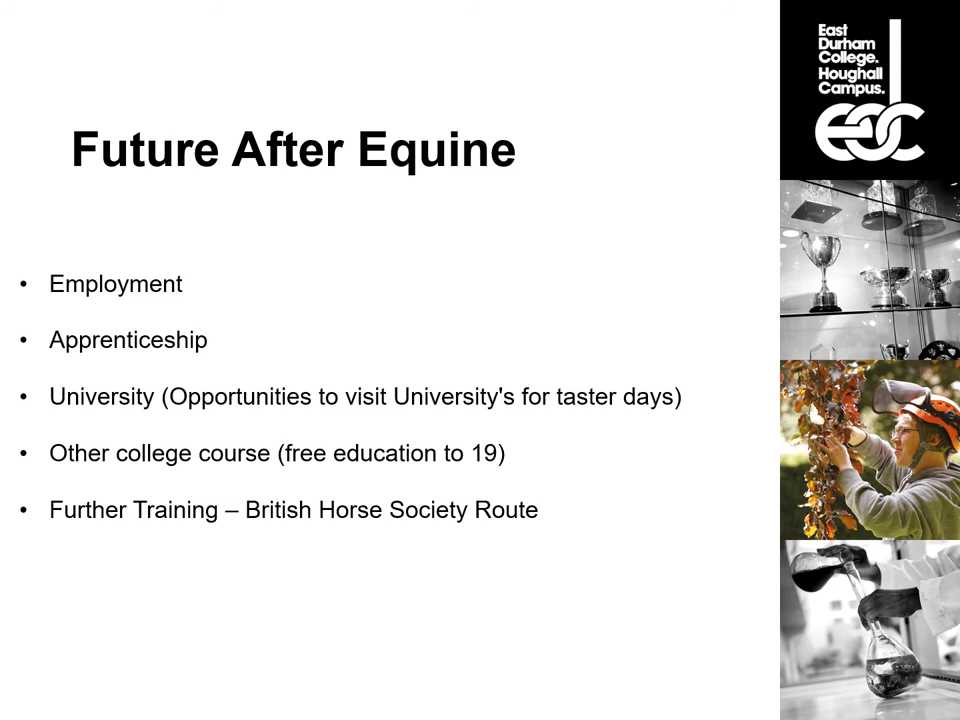 Future After Equine
• Employment
• Apprenticeship
• University (Opportunities to visit University's for taster days)
• Other college course (free education to 19)
• Further Training – British Horse Society Route
East
Durham
College.
Houghall
Campus.
edc